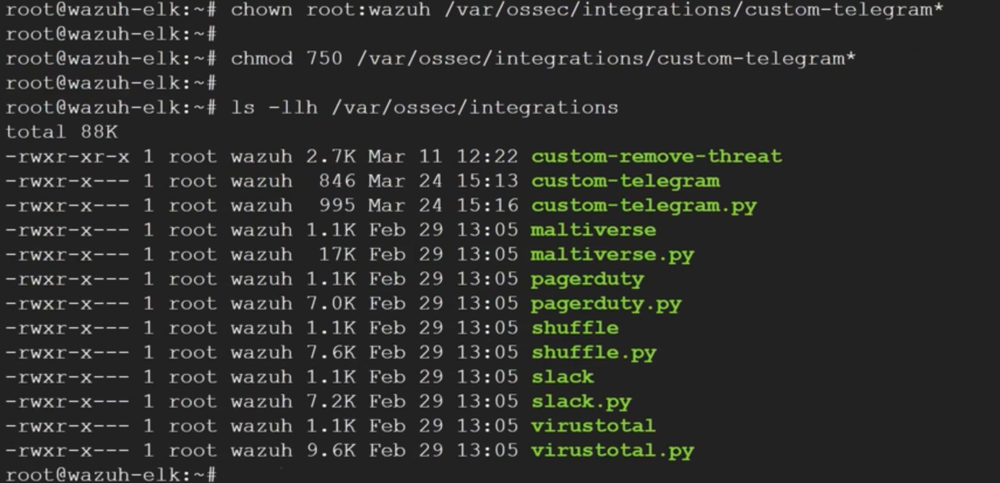 root@wazuh-elk:~# chown root:wazuh /var/ossec/integrations/custom-telegram*
root@wazuh-elk:~#
root@wazuh-elk:~# chmod 750 /var/ossec/integrations/custom-telegram*
root@wazuh-elk:~#
root@wazuh-elk:~# ls -llh /var/ossec/integrations
total 88K
-rwxr-xr-x 1 root wazuh 2.7K Mar 11 12:22 custom-remove-threat
-rwxr-x--- 1 root wazuh  846 Mar 24 15:13 custom-telegram
-rwxr-x--- 1 root wazuh  995 Mar 24 15:16 custom-telegram.py
-rwxr-x--- 1 root wazuh 1.1K Feb 29 13:05 maltiverse
-rwxr-x--- 1 root wazuh  17K Feb 29 13:05 maltiverse.py
-rwxr-x--- 1 root wazuh 1.1K Feb 29 13:05 pagerduty
-rwxr-x--- 1 root wazuh 7.0K Feb 29 13:05 pagerduty.py
-rwxr-x--- 1 root wazuh 1.1K Feb 29 13:05 shuffle
-rwxr-x--- 1 root wazuh 7.6K Feb 29 13:05 shuffle.py
-rwxr-x--- 1 root wazuh 1.1K Feb 29 13:05 slack
-rwxr-x--- 1 root wazuh 7.2K Feb 29 13:05 slack.py
-rwxr-x--- 1 root wazuh 1.1K Feb 29 13:05 virustotal
-rwxr-x--- 1 root wazuh 9.6K Feb 29 13:05 virustotal.py
root@wazuh-elk:~#